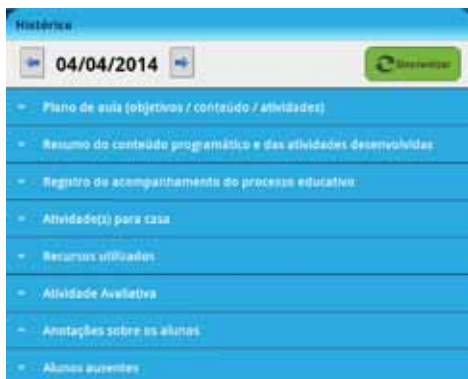 Histórico
04/04/2014
Sincronizar
Plano de aula (objetivos / conteúdo / atividades)
Resumo do conteúdo programático e das atividades desenvolvidas
Registro do acompanhamento do processo educativo
Atividade(s) para casa
Recursos utilizados
Atividade Avaliativa
Anotações sobre os alunos
Alunos ausentes